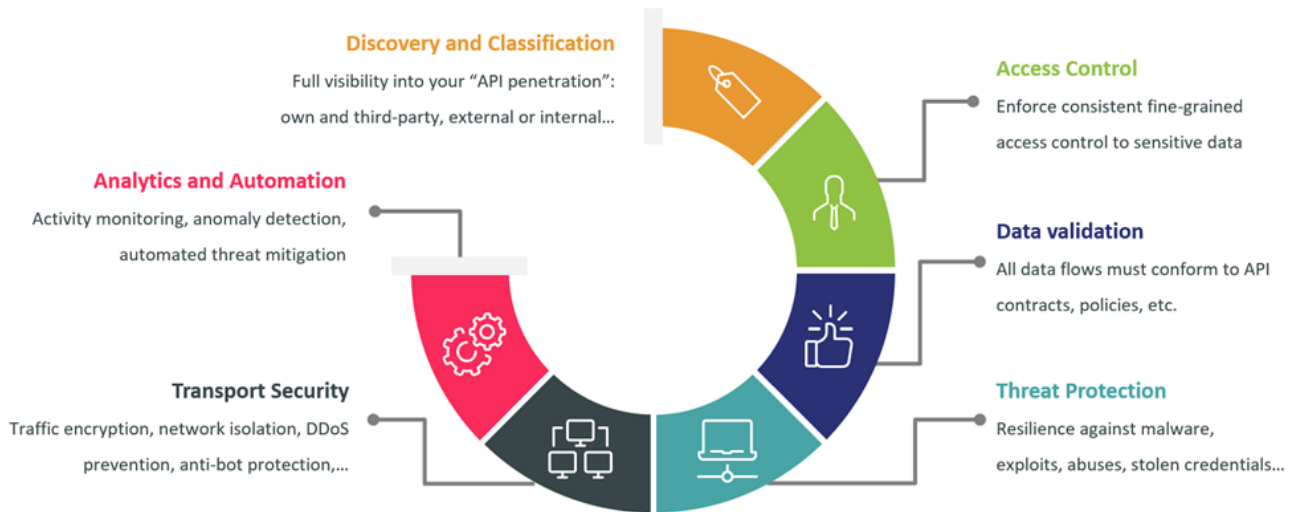 Discovery and Classification
Full visibility into your “API penetration”:
own and third-party, external or internal...
Access Control
Enforce consistent fine-grained
access control to sensitive data
Data validation
All data flows must conform to API
contracts, policies, etc.
Threat Protection
Resilience against malware,
exploits, abuses, stolen credentials...
Transport Security
Traffic encryption, network isolation, DDoS
prevention, anti-bot protection,...
Analytics and Automation
Activity monitoring, anomaly detection,
automated threat mitigation